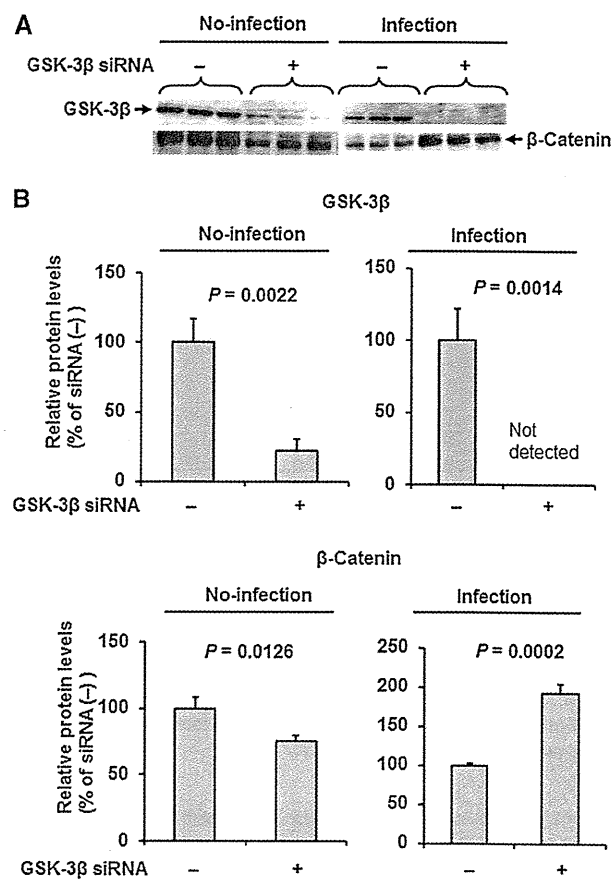 A
No-infection Infection
GSK-3β siRNA − + − +
GSK-3β
β-Catenin
B
GSK-3β
No-infection
Relative protein levels
(% of siRNA (−) )
150
100
50
0
P = 0.0022
GSK-3β siRNA − +
Infection
150
100
50
0
P = 0.0014
Not
detected
− +
β-Catenin
No-infection
Relative protein levels
(% of siRNA (−) )
150
100
50
0
P = 0.0126
GSK-3β siRNA − +
Infection
250
200
150
100
50
0
P = 0.0002
− +